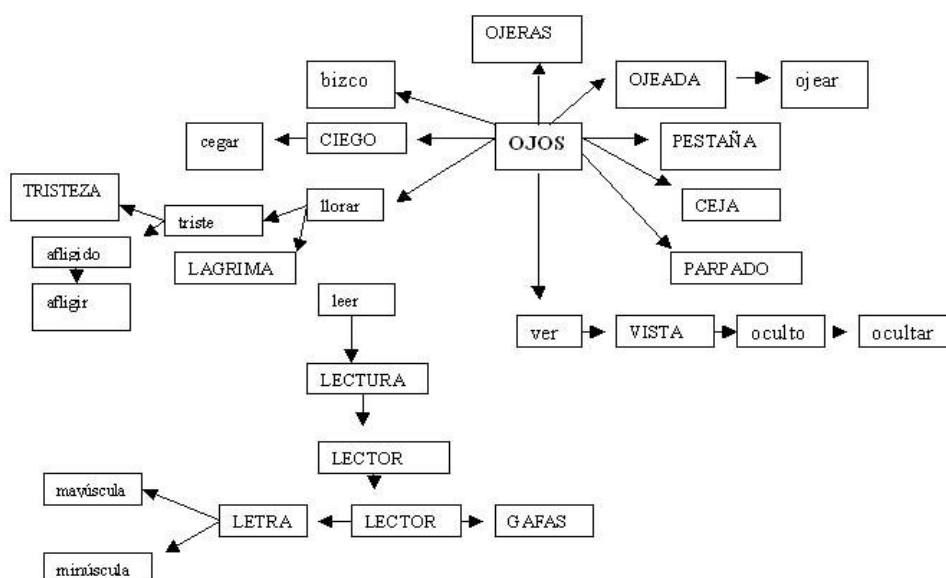 OJERAS
bizco
OJEADA
ojear
cegar
CIEGO
OJOS
PESTAÑA
TRISTEZA
triste
llorar
CEJA
afligido
LAGRIMA
PARPADO
afligir
leer
ver
VISTA
oculto
ocultar
LECTURA
LECTOR
mayúscula
LETRA
LECTOR
GAFAS
minúscula